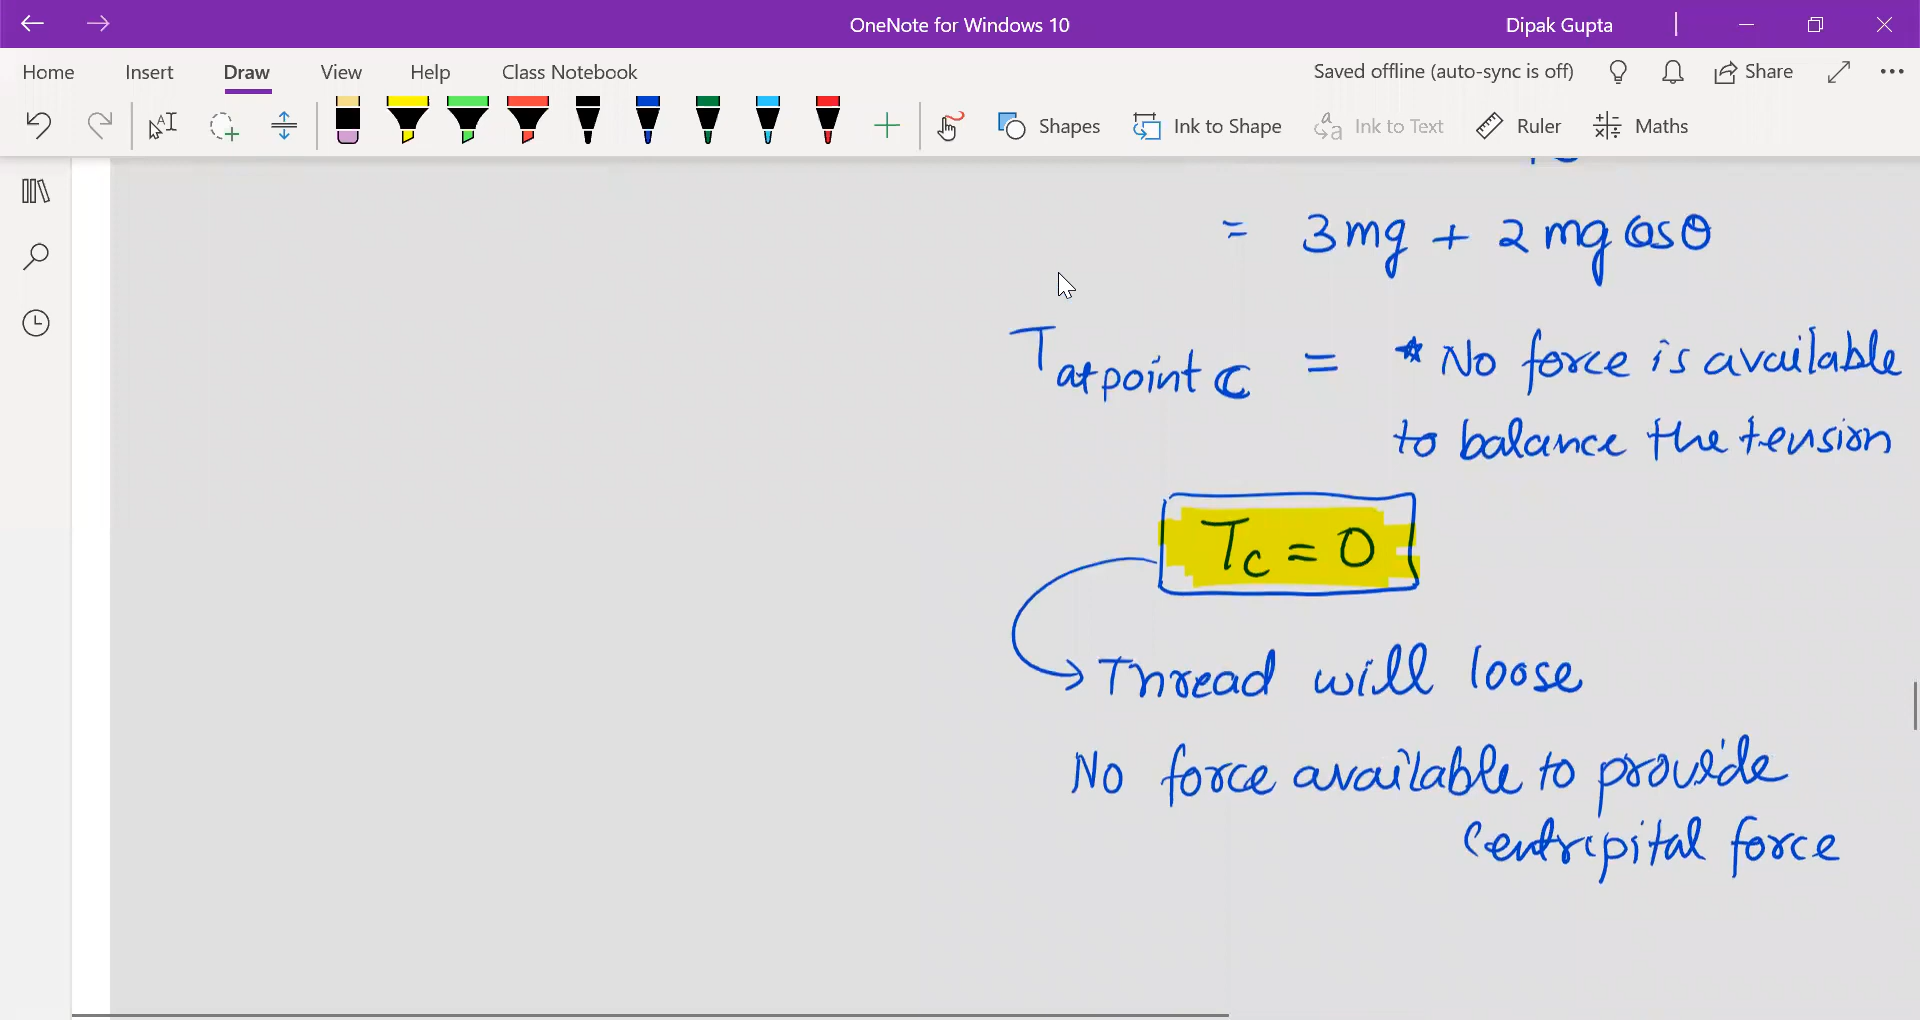 OneNote for Windows 10
Dipak Gupta
Home Insert Draw View Help Class Notebook
Saved offline (auto-sync is off) Share
Shapes Ink to Shape Ink to Text Ruler Maths
= 3mg + 2mg cosθ
T at point C = * No force is available
to balance the tension
Tc = 0
Thread will loose
No force available to provide
Centripital force